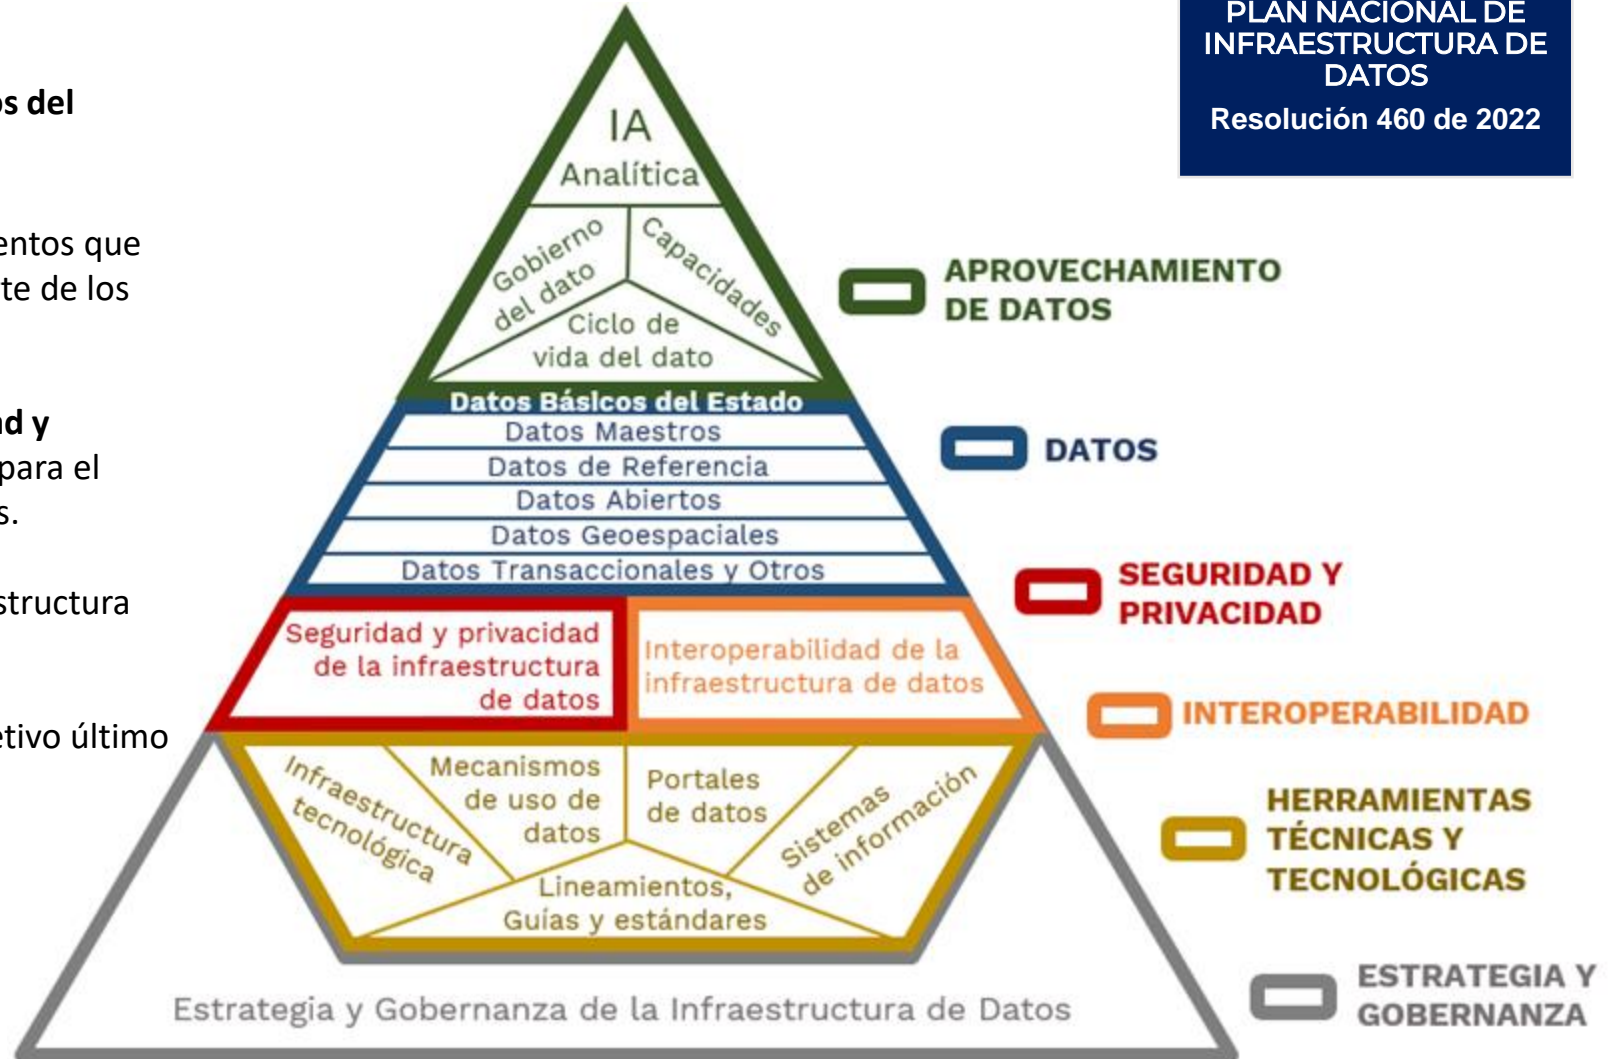 PLAN NACIONAL DE
INFRAESTRUCTURA DE
DATOS
Resolución 460 de 2022
os del
entos que
te de los
ad y
para el
s.
structura
etivo último
IA
Analítica
Gobierno
del dato
Capacidades
Ciclo de
vida del dato
Datos Básicos del Estado
Datos Maestros
Datos de Referencia
Datos Abiertos
Datos Geoespaciales
Datos Transaccionales y Otros
Seguridad y privacidad
de la infraestructura
de datos
Interoperabilidad de la
infraestructura de datos
Infraestructura
tecnológica
Mecanismos
de uso de
datos
Portales
de datos
Sistemas
de información
Lineamientos,
Guías y estándares
Estrategia y Gobernanza de la Infraestructura de Datos
APROVECHAMIENTO
DE DATOS
DATOS
SEGURIDAD Y
PRIVACIDAD
INTEROPERABILIDAD
HERRAMIENTAS
TÉCNICAS Y
TECNOLÓGICAS
ESTRATEGIA Y
GOBERNANZA